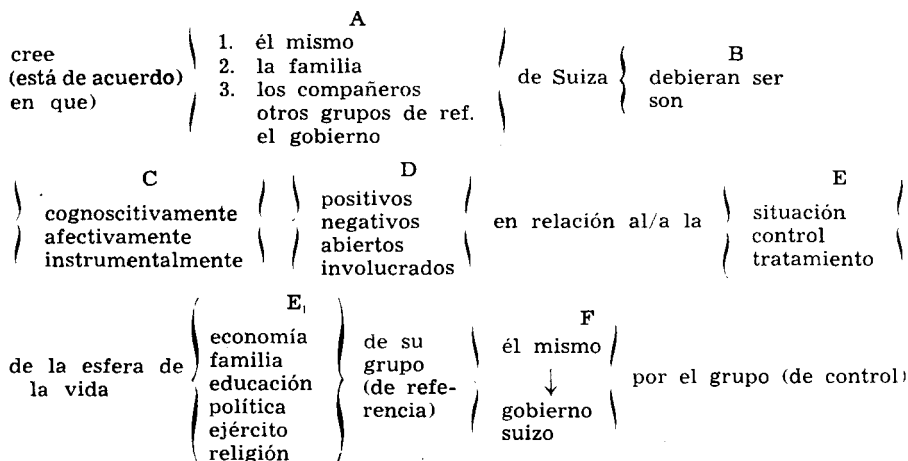 A
cree
(está de acuerdo)
en que)
1. él mismo
2. la familia
3. los compañeros
otros grupos de ref.
el gobierno
de Suiza
B
debieran ser
son
C
cognoscitivamente
afectivamente
instrumentalmente
D
positivos
negativos
abiertos
involucrados
en relación al/a la
E
situación
control
tratamiento
de la esfera de
la vida
E₁
economía
familia
educación
política
ejército
religión
de su
grupo
(de refe-
rencia)
F
él mismo
↓
gobierno
suizo
por el grupo (de control)